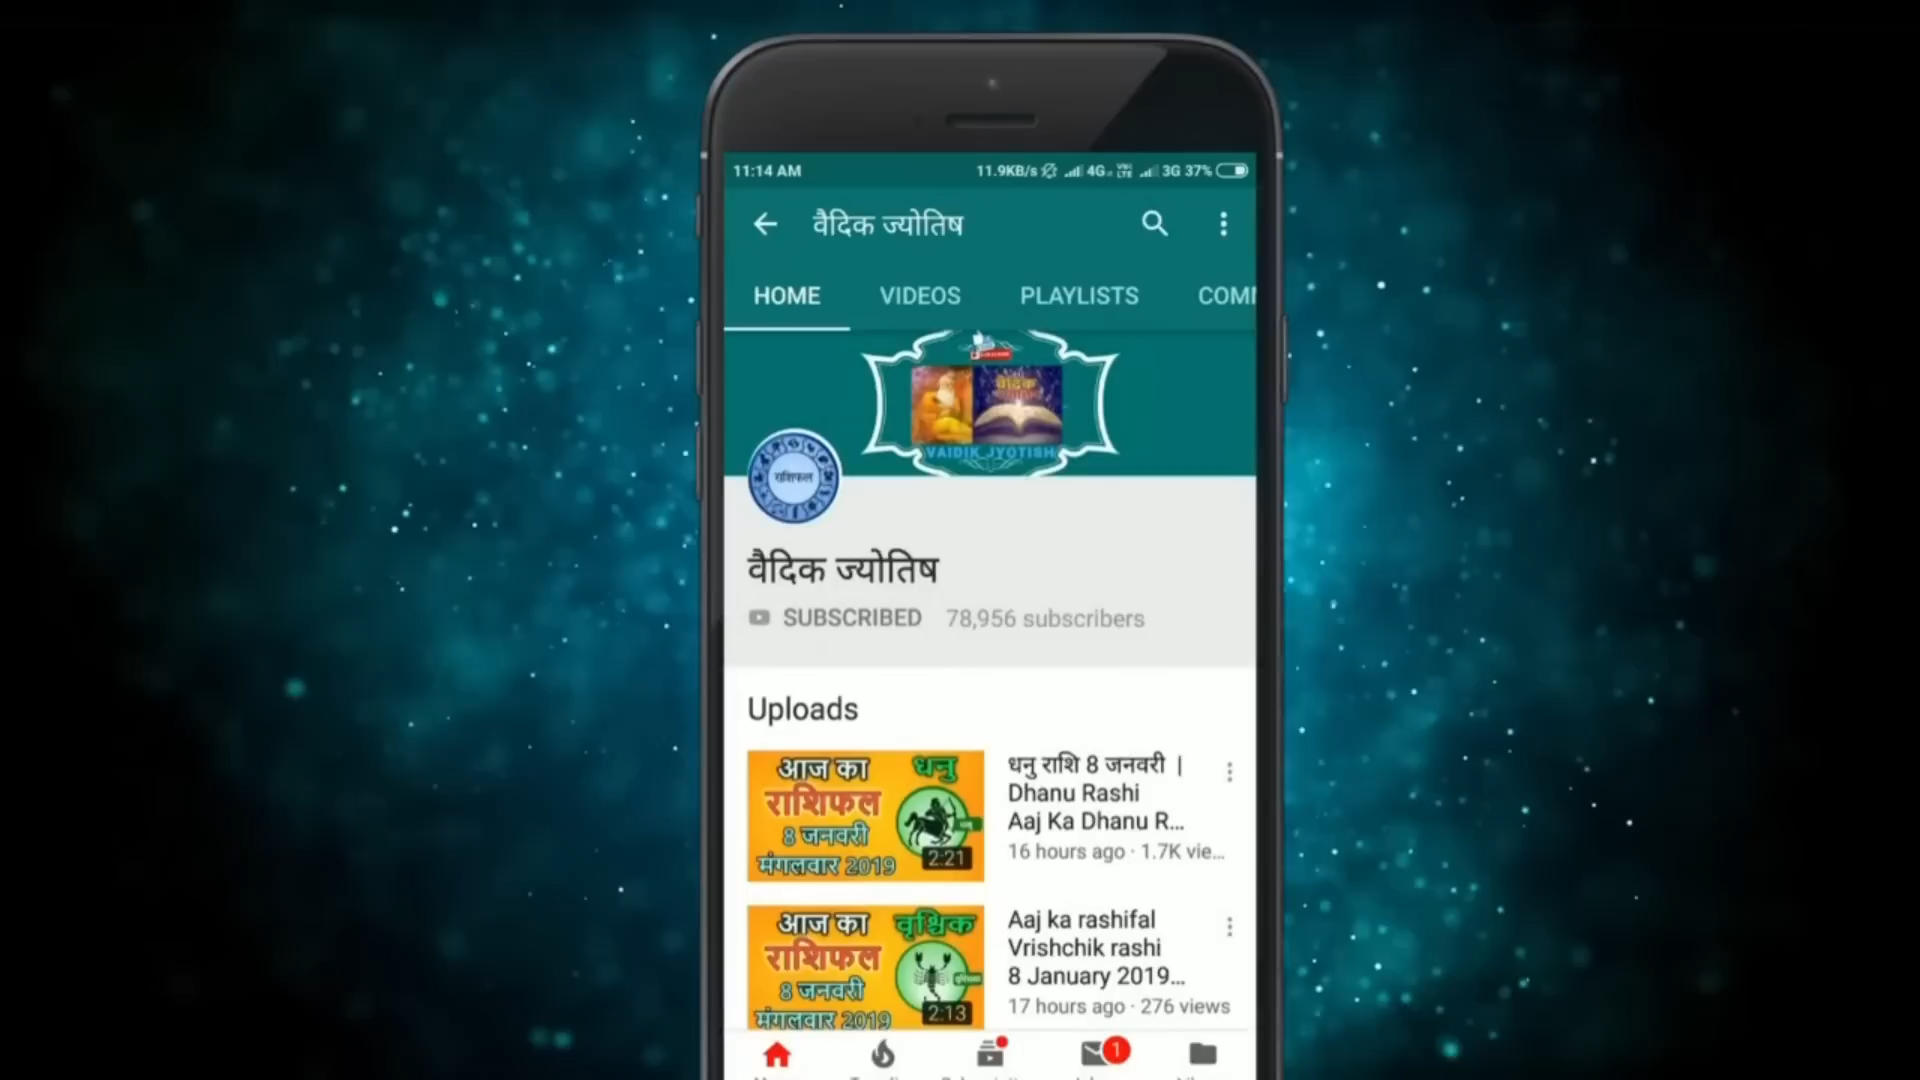 11:14 AM
11.9KB/s 4G VoLTE 3G 37%
वैदिक ज्योतिष
HOME VIDEOS PLAYLISTS COM
वैदिक
VAIDIK JYOTISH
राशिफल
वैदिक ज्योतिष
SUBSCRIBED 78,956 subscribers
Uploads
आज का धनु
राशिफल
8 जनवरी
मंगलवार 2019
2:21
धनु राशि 8 जनवरी |
Dhanu Rashi
Aaj Ka Dhanu R...
16 hours ago · 1.7K vie...
आज का वृश्चिक
राशिफल
8 जनवरी
मंगलवार 2019
2:13
Aaj ka rashifal
Vrishchik rashi
8 January 2019...
17 hours ago · 276 views
1